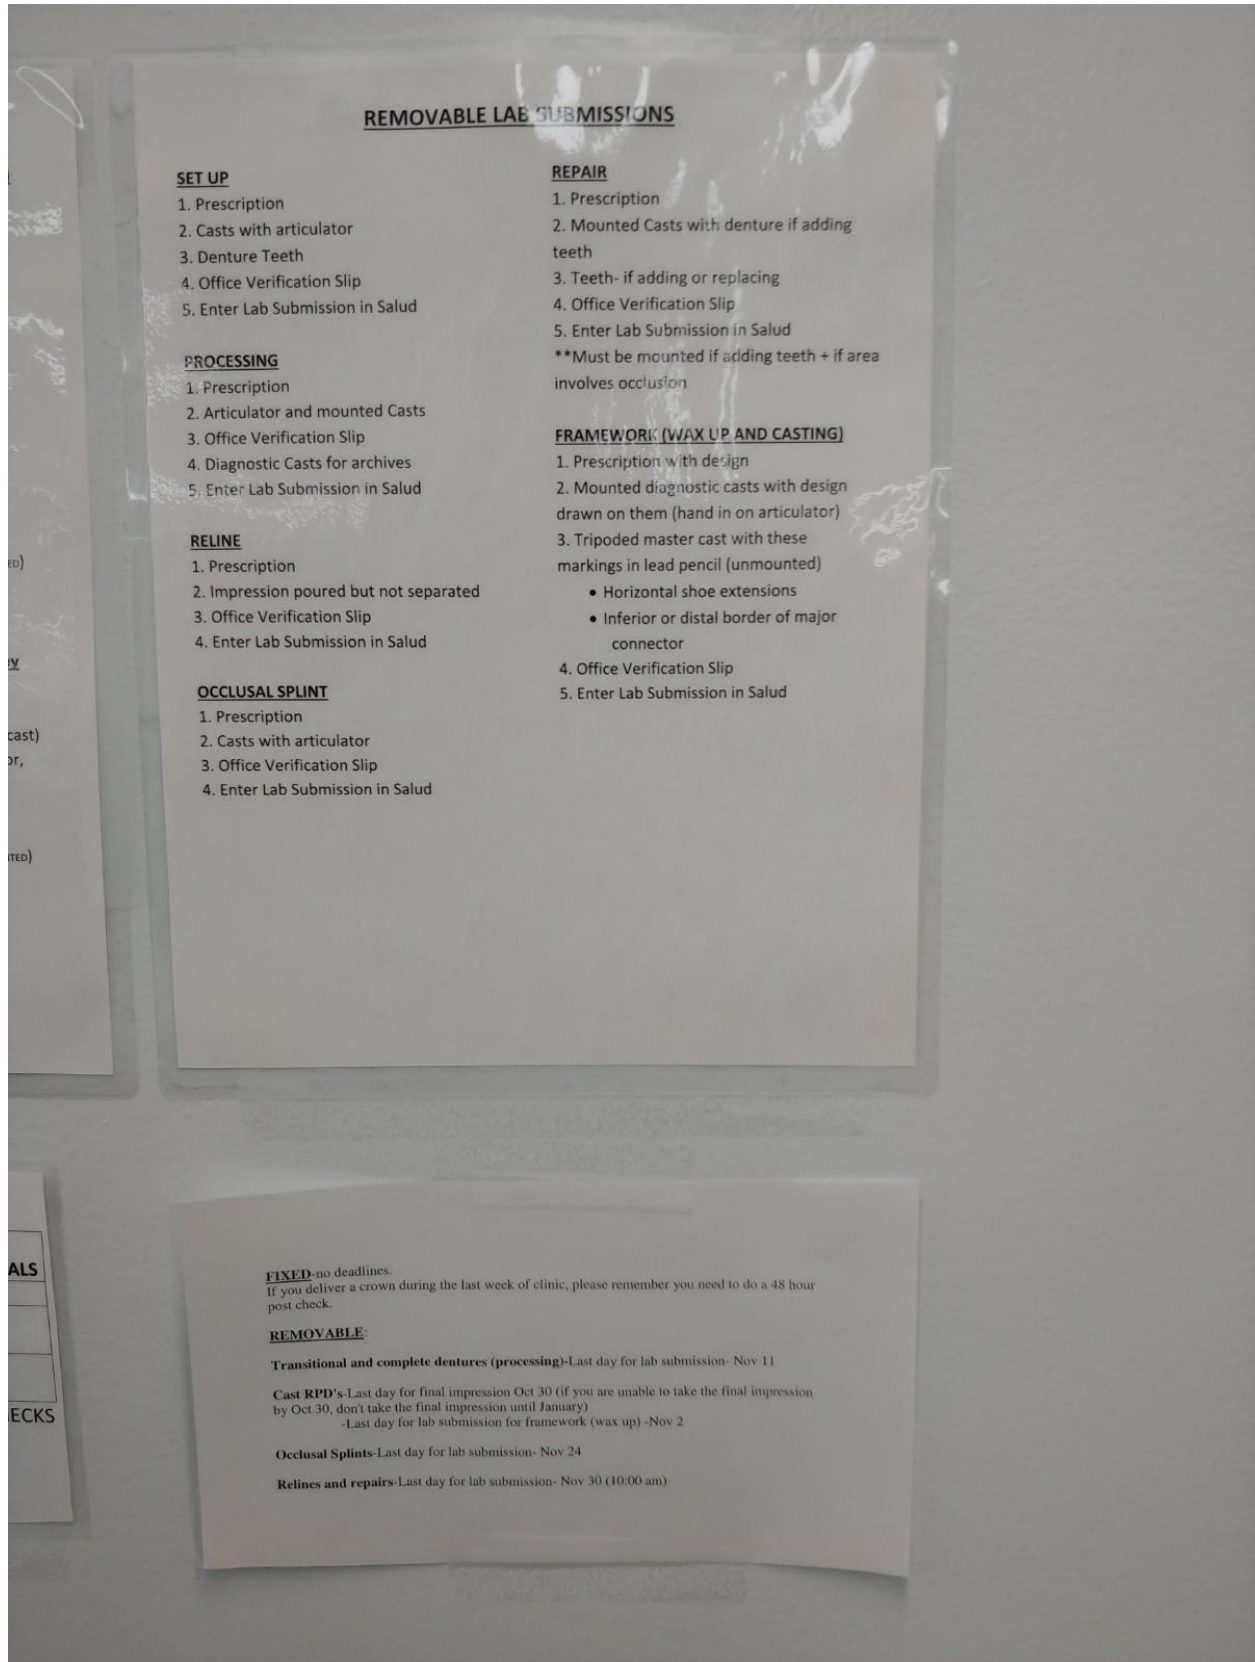 REMOVABLE LAB SUBMISSIONS
SET UP
1. Prescription
2. Casts with articulator
3. Denture Teeth
4. Office Verification Slip
5. Enter Lab Submission in Salud
PROCESSING
1. Prescription
2. Articulator and mounted Casts
3. Office Verification Slip
4. Diagnostic Casts for archives
5. Enter Lab Submission in Salud
RELINE
1. Prescription
2. Impression poured but not separated
3. Office Verification Slip
4. Enter Lab Submission in Salud
OCCLUSAL SPLINT
1. Prescription
2. Casts with articulator
3. Office Verification Slip
4. Enter Lab Submission in Salud
REPAIR
1. Prescription
2. Mounted Casts with denture if adding
teeth
3. Teeth- if adding or replacing
4. Office Verification Slip
5. Enter Lab Submission in Salud
**Must be mounted if adding teeth + if area
involves occlusion
FRAMEWORK (WAX UP AND CASTING)
1. Prescription with design
2. Mounted diagnostic casts with design
drawn on them (hand in on articulator)
3. Tripoded master cast with these
markings in lead pencil (unmounted)
• Horizontal shoe extensions
• Inferior or distal border of major
connector
4. Office Verification Slip
5. Enter Lab Submission in Salud
ED)
cast)
or,
TED)
ALS
ECKS
FIXED-no deadlines.
If you deliver a crown during the last week of clinic, please remember you need to do a 48 hour
post check.
REMOVABLE:
Transitional and complete dentures (processing)-Last day for lab submission- Nov 11
Cast RPD's-Last day for final impression Oct 30 (if you are unable to take the final impression
by Oct 30, don't take the final impression until January)
-Last day for lab submission for framework (wax up) -Nov 2
Occlusal Splints-Last day for lab submission- Nov 24
Relines and repairs-Last day for lab submission- Nov 30 (10:00 am)